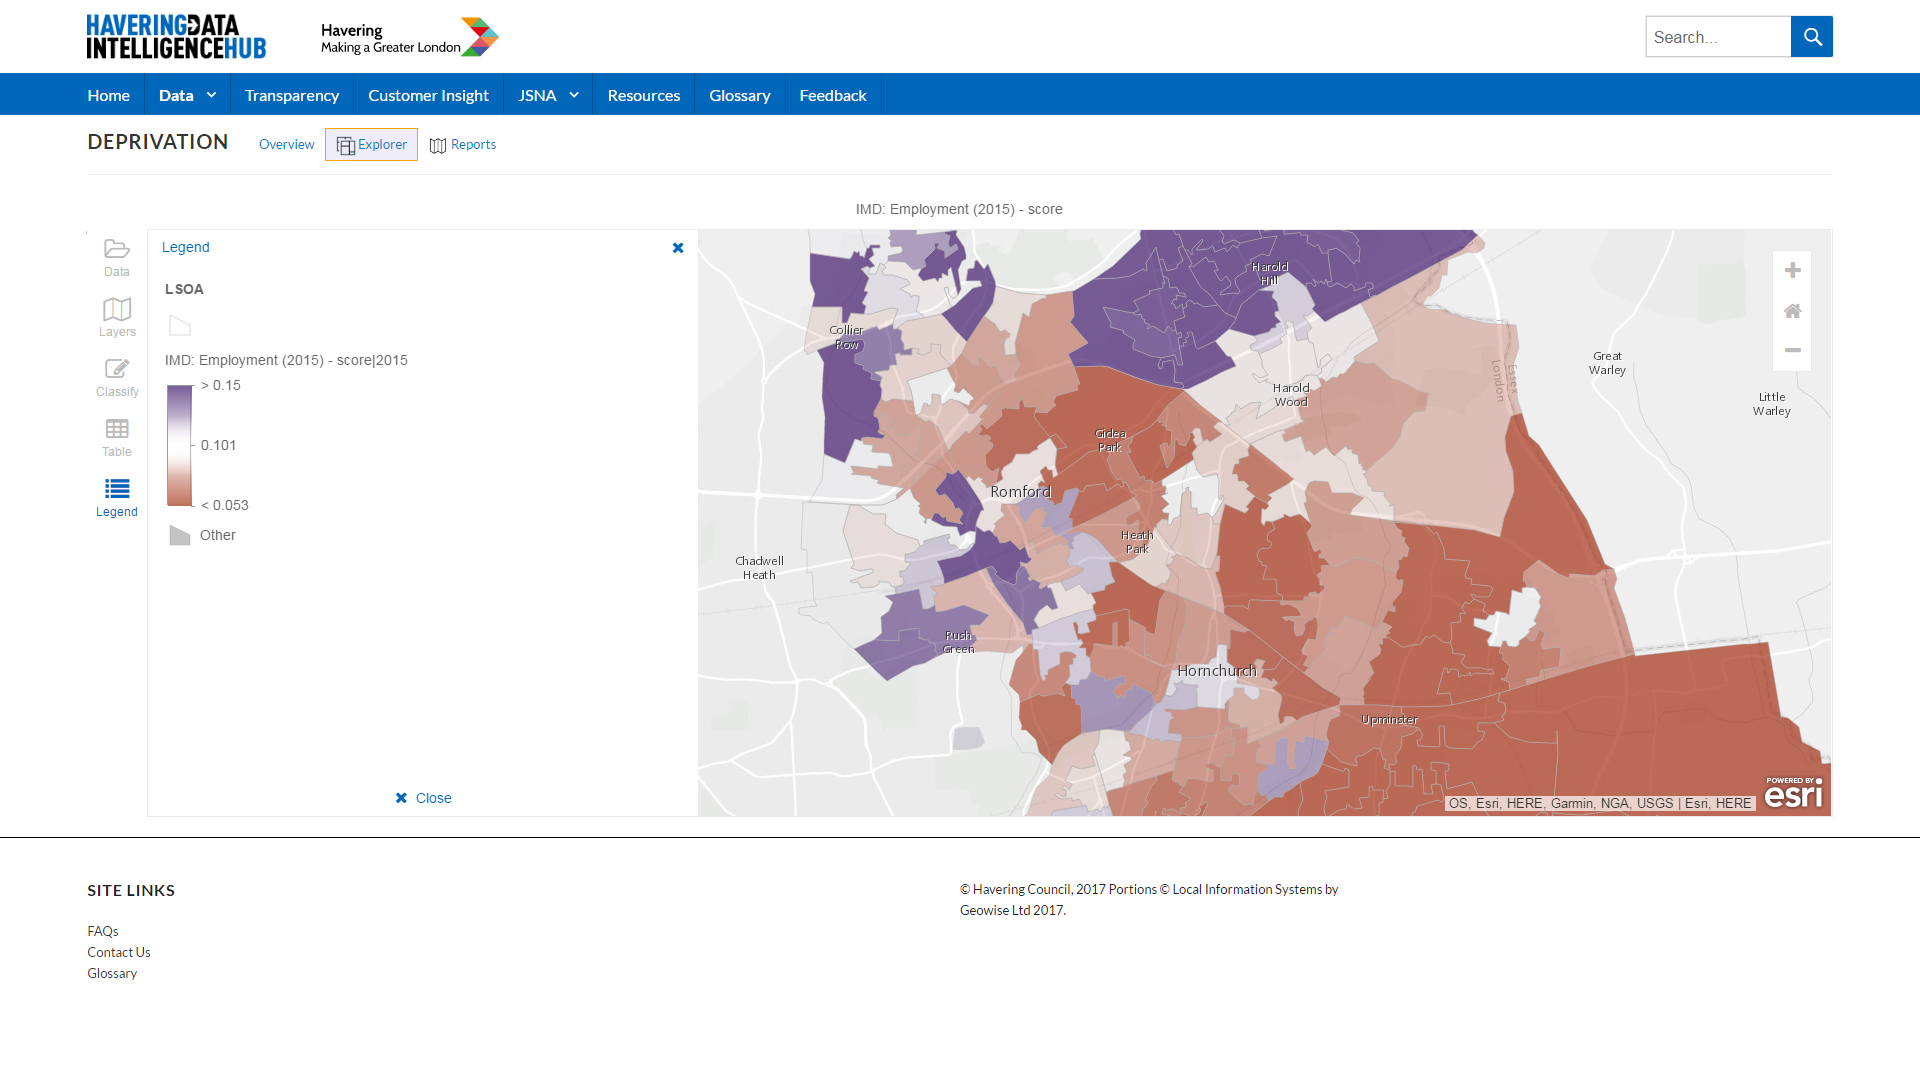 HAVERINGDATA
INTELLIGENCEHUB
Havering
Making a Greater London
Search...
Home
Data
Transparency
Customer Insight
JSNA
Resources
Glossary
Feedback
DEPRIVATION
Overview
Explorer
Reports
IMD: Employment (2015) - score
Data
Layers
Classify
Table
Legend
Legend
LSOA
IMD: Employment (2015) - score|2015
> 0.15
0.101
< 0.053
Other
Close
Harold
Hill
Collier
Row
Harold
Wood
Great
Warley
Essex
London
Little
Warley
Gidea
Park
Romford
Heath
Park
Chadwell
Heath
Rush
Green
Hornchurch
Upminster
POWERED BY
esri
OS, Esri, HERE, Garmin, NGA, USGS | Esri, HERE
SITE LINKS
FAQs
Contact Us
Glossary
© Havering Council, 2017 Portions © Local Information Systems by
Geowise Ltd 2017.